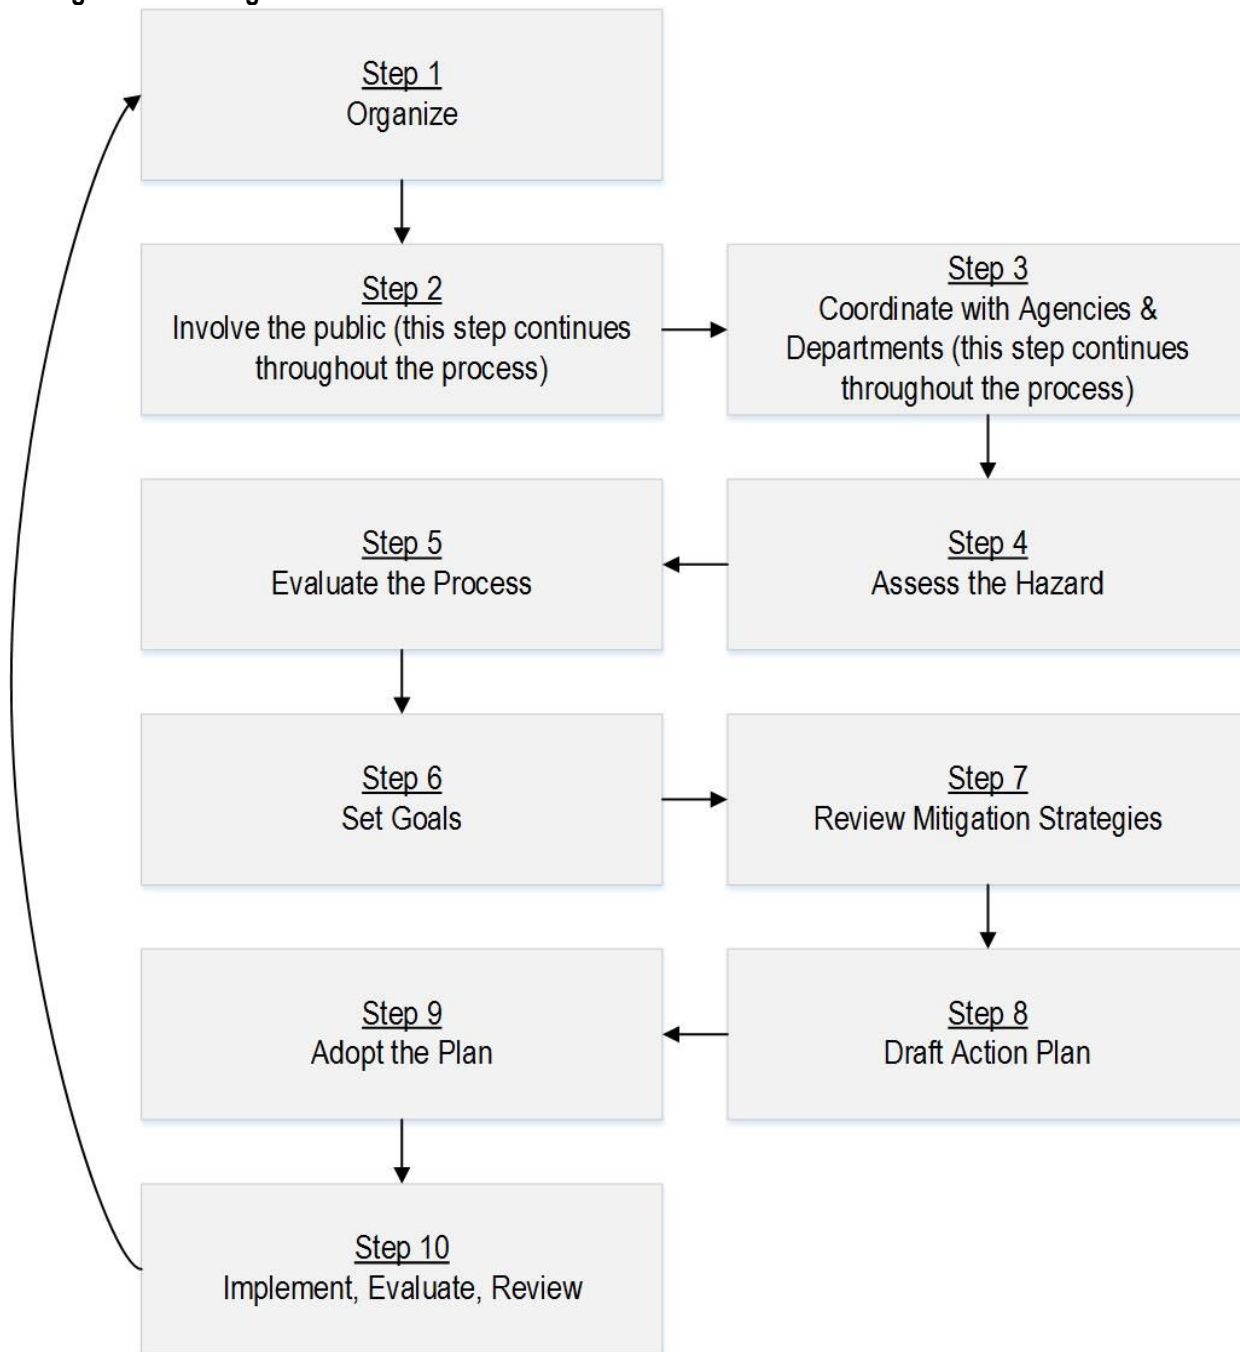 Step 1
Organize
Step 2
Involve the public (this step continues
throughout the process)
Step 3
Coordinate with Agencies &
Departments (this step continues
throughout the process)
Step 4
Assess the Hazard
Step 5
Evaluate the Process
Step 6
Set Goals
Step 7
Review Mitigation Strategies
Step 8
Draft Action Plan
Step 9
Adopt the Plan
Step 10
Implement, Evaluate, Review